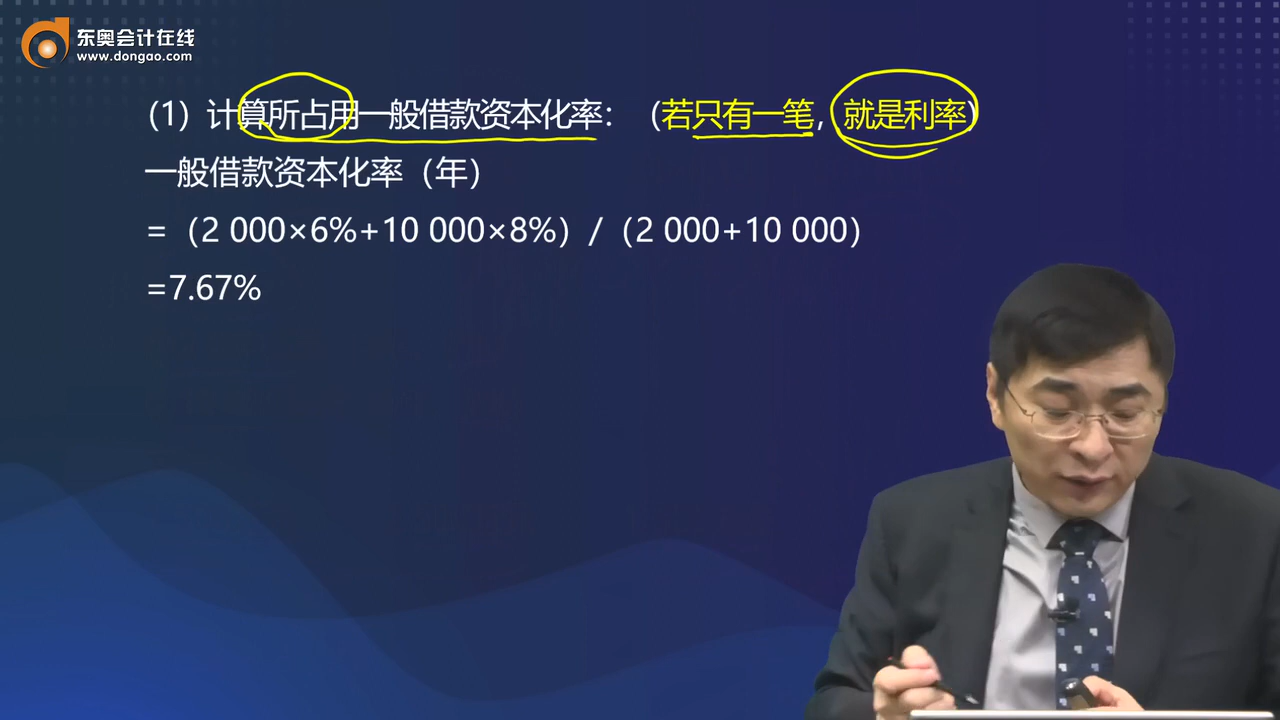 东奥会计在线
www.dongao.com
（1）计算所占用一般借款资本化率：（若只有一笔，就是利率）
一般借款资本化率（年）
=（2 000×6%+10 000×8%）/（2 000+10 000）
=7.67%